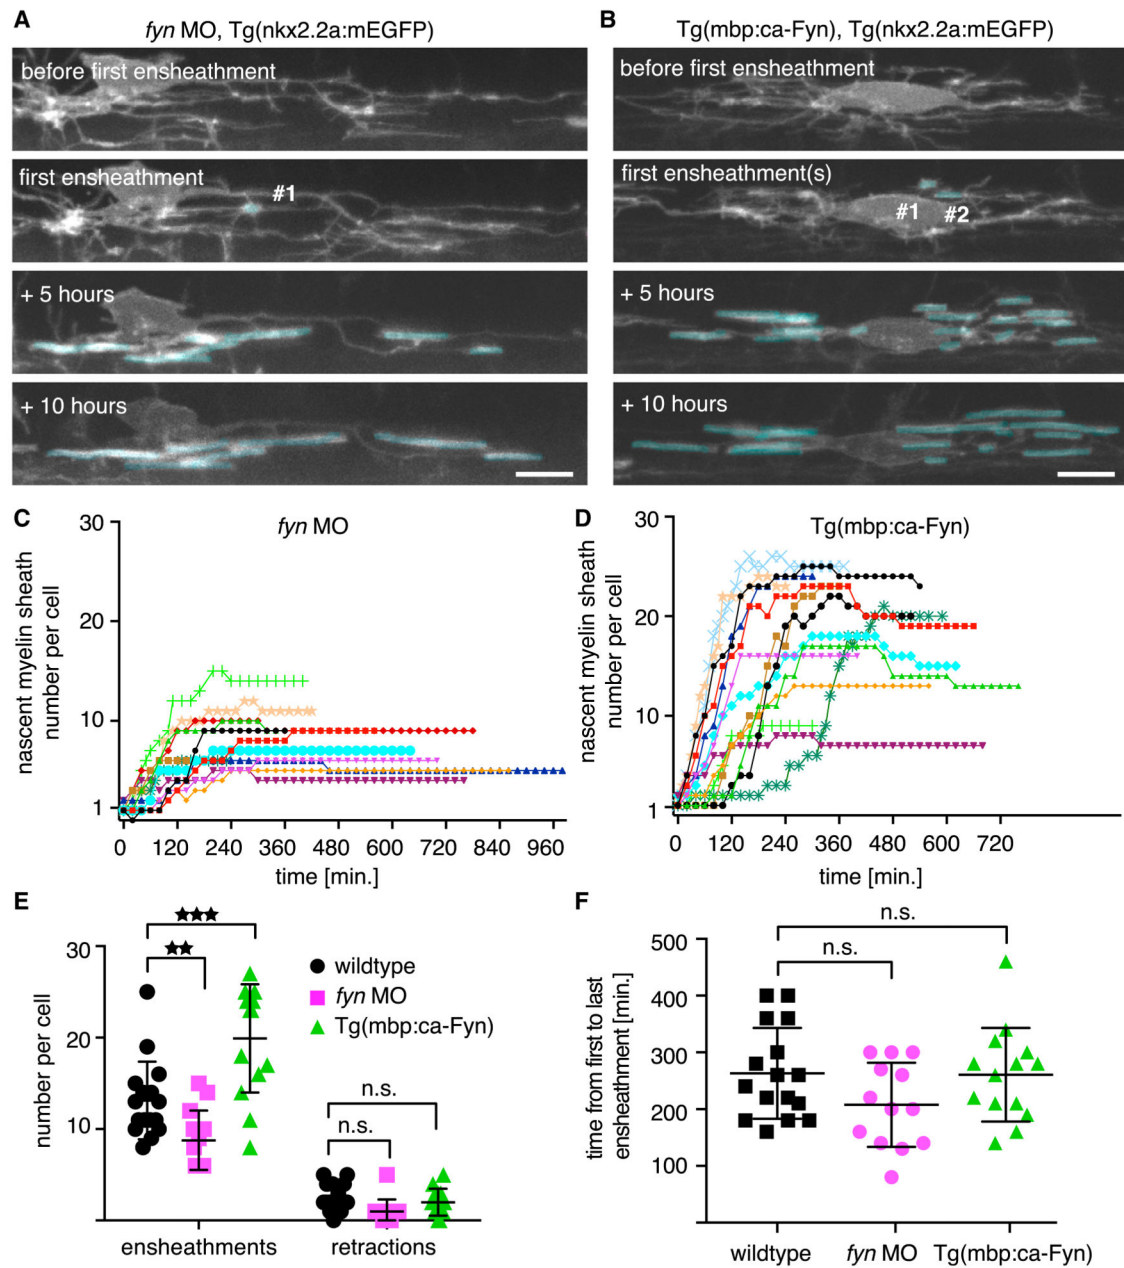 A
fyn MO, Tg(nkx2.2a:mEGFP)
before first ensheathment
first ensheathment
#1
+ 5 hours
+ 10 hours
B
Tg(mbp:ca-Fyn), Tg(nkx2.2a:mEGFP)
before first ensheathment
first ensheathment(s)
#1 #2
+ 5 hours
+ 10 hours
C
fyn MO
nascent myelin sheath
number per cell
30
20
10
1
0 120 240 360 480 600 720 840 960
time [min.]
D
Tg(mbp:ca-Fyn)
nascent myelin sheath
number per cell
30
20
10
1
0 120 240 360 480 600 720
time [min.]
E
number per cell
30
20
10
★★★
★★
wildtype
fyn MO
Tg(mbp:ca-Fyn)
n.s.
n.s.
ensheathments retractions
F
time from first to last
ensheathment [min.]
500
400
300
200
100
n.s.
n.s.
wildtype fyn MO Tg(mbp:ca-Fyn)